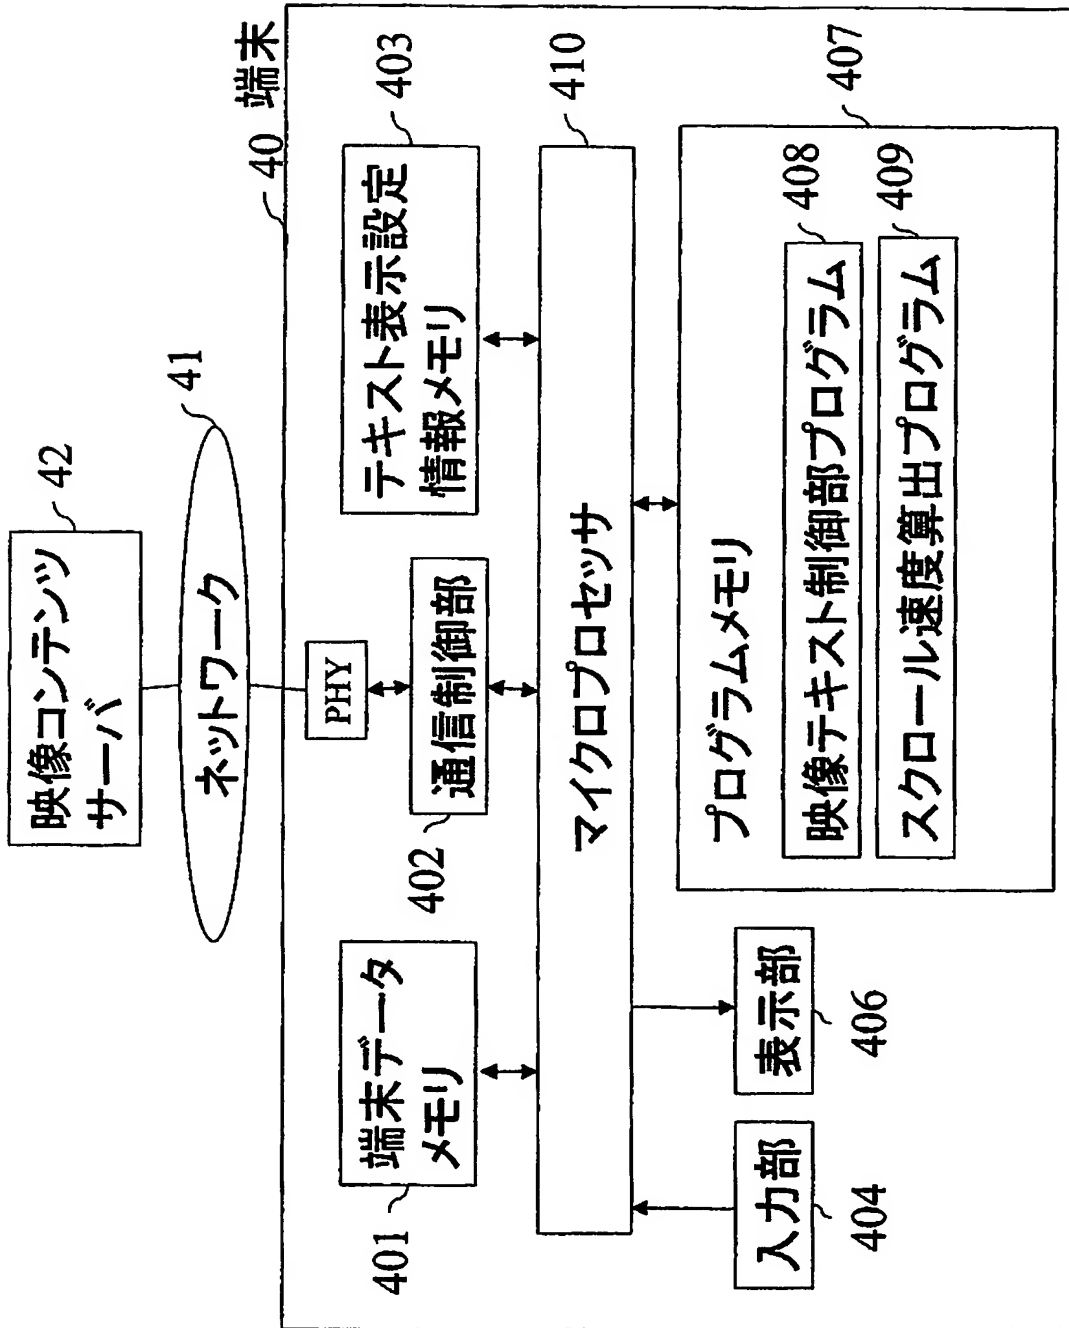 映像コンテンツ
サーバ
42
ネットワーク
41
40 端末
PHY
端末データ
メモリ
401
通信制御部
402
テキスト表示設定
情報メモリ
403
マイクロプロセッサ
410
入力部
404
表示部
406
プログラムメモリ
407
映像テキスト制御部プログラム
408
スクロール速度算出プログラム
409